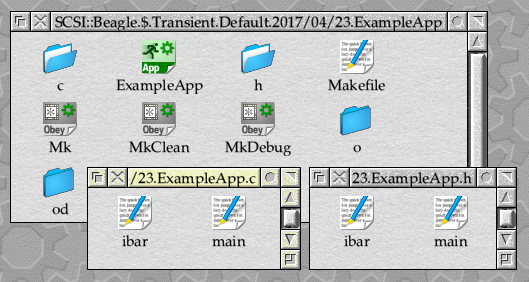 SCSI::Beagle.$.Transient.Default.2017/04/23.ExampleApp
c ExampleApp h Makefile
App
Obey Obey Obey
Mk MkClean MkDebug o
od
/23.ExampleApp.c
ibar main
23.ExampleApp.h
ibar main